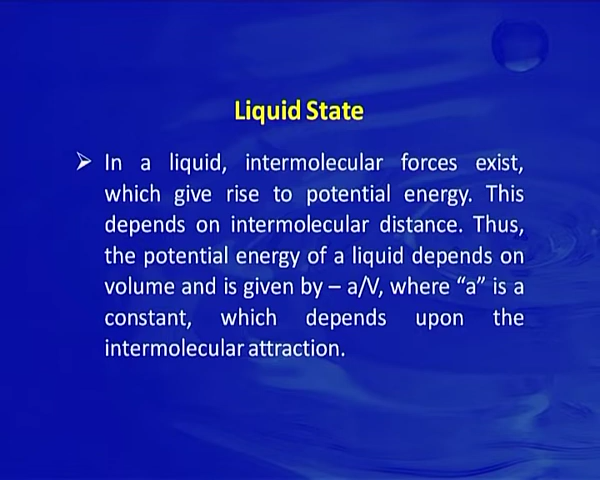 Liquid State
➢ In a liquid, intermolecular forces exist,
which give rise to potential energy. This
depends on intermolecular distance. Thus,
the potential energy of a liquid depends on
volume and is given by – a/V, where “a” is a
constant, which depends upon the
intermolecular attraction.